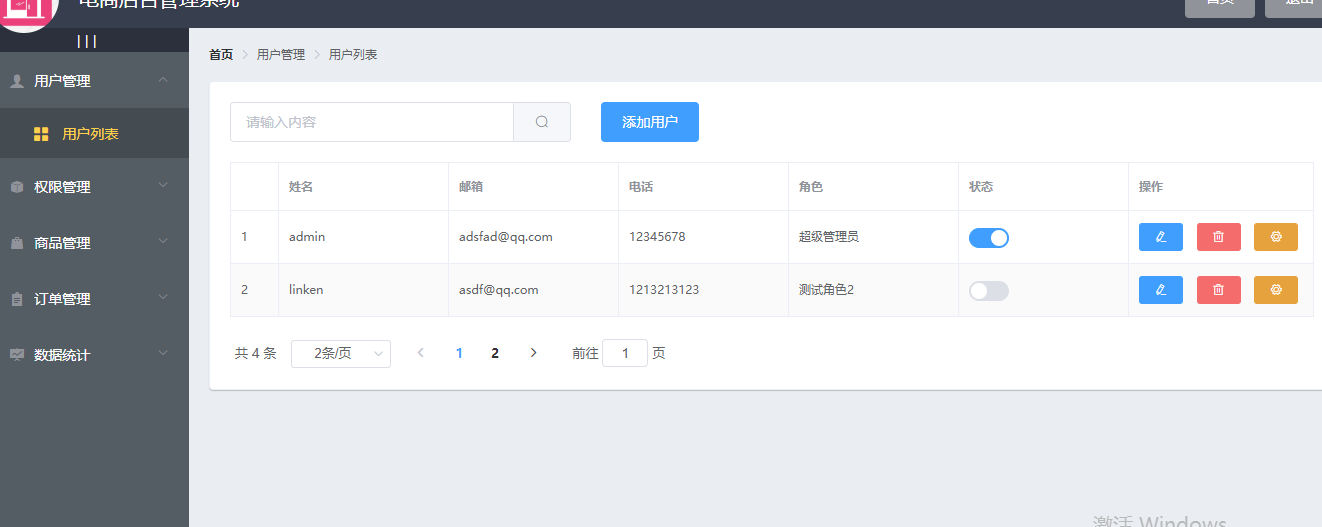 电商后台管理系统
首页 退出
|||
首页 用户管理 用户列表
用户管理
用户列表
权限管理
商品管理
订单管理
数据统计
请输入内容 添加用户
姓名 邮箱 电话 角色 状态 操作
1 admin adsfad@qq.com 12345678 超级管理员
2 linken asdf@qq.com 1213213123 测试角色2
共 4 条 2条/页 1 2 前往 1 页
激活 Windows